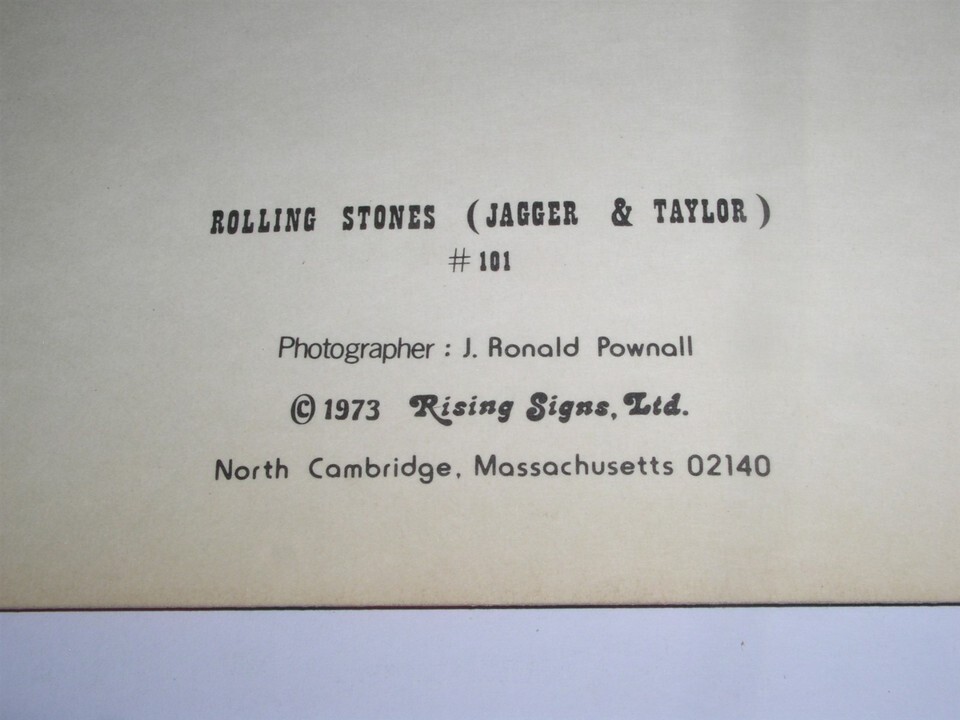 ROLLING STONES (JAGGER & TAYLOR)
# 101
Photographer : J. Ronald Pownall
© 1973 Rising Signs, Ltd.
North Cambridge, Massachusetts 02140